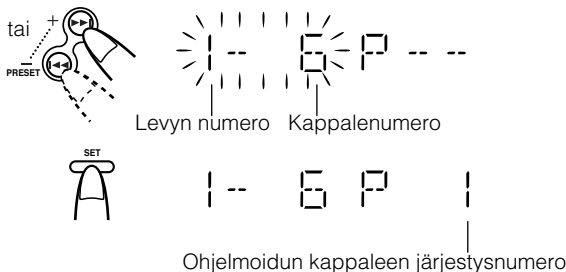 tai
+
1- 6 P--
–
PRESET
Levyn numero Kappalenumero
SET
1- 6 P 1
Ohjelmoidun kappaleen järjestysnumero